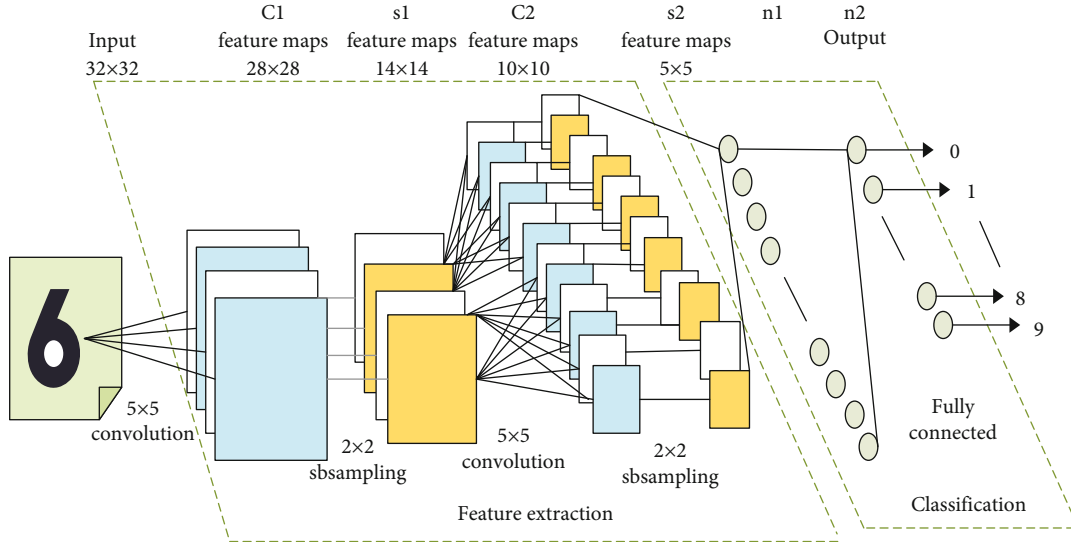 Input
32×32
C1
feature maps
28×28
s1
feature maps
14×14
C2
feature maps
10×10
s2
feature maps
5×5
n1
n2
Output
6
5×5
convolution
2×2
sbsampling
5×5
convolution
2×2
sbsampling
0
1
8
9
Fully
connected
Feature extraction
Classification